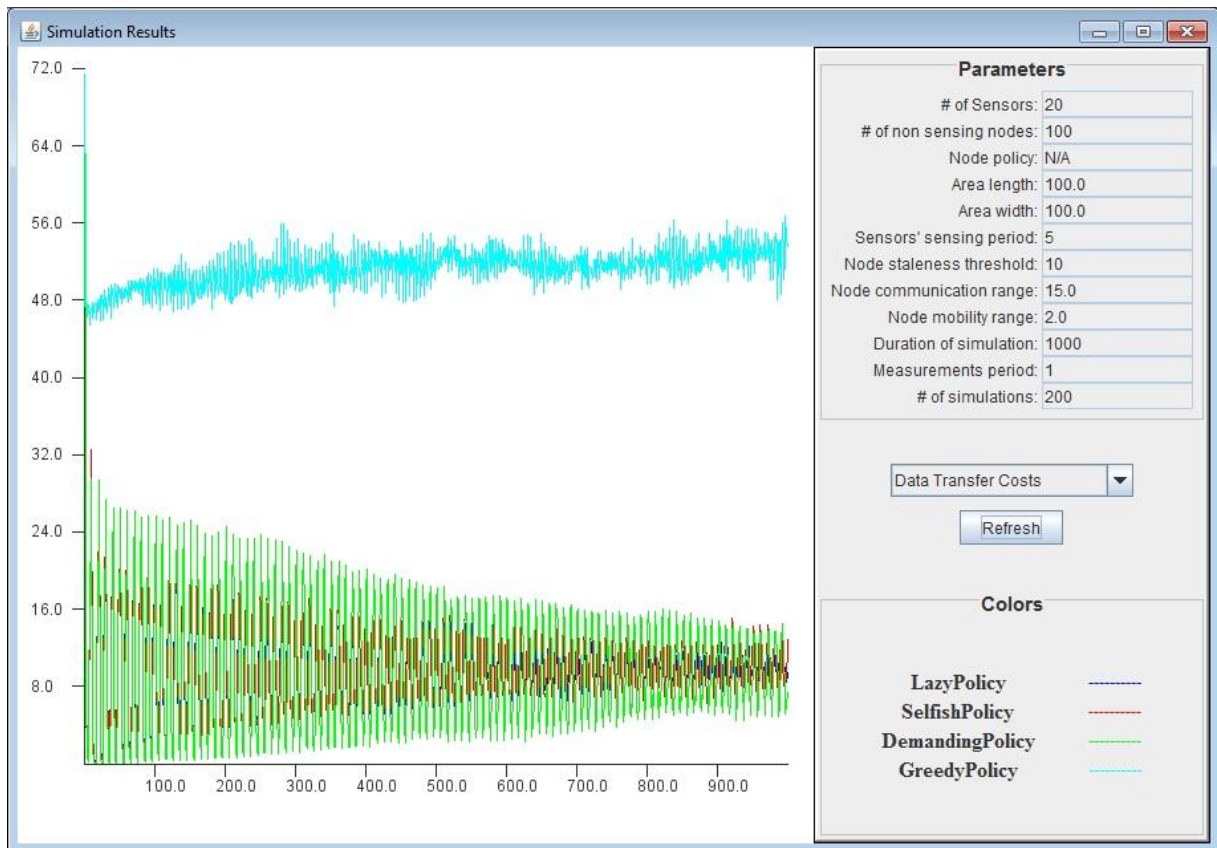 Simulation Results
72.0
64.0
56.0
48.0
40.0
32.0
24.0
16.0
8.0
100.0 200.0 300.0 400.0 500.0 600.0 700.0 800.0 900.0
Parameters
# of Sensors: 20
# of non sensing nodes: 100
Node policy: N/A
Area length: 100.0
Area width: 100.0
Sensors' sensing period: 5
Node staleness threshold: 10
Node communication range: 15.0
Node mobility range: 2.0
Duration of simulation: 1000
Measurements period: 1
# of simulations: 200
Data Transfer Costs
Refresh
Colors
LazyPolicy ----------
SelfishPolicy ----------
DemandingPolicy ----------
GreedyPolicy ----------